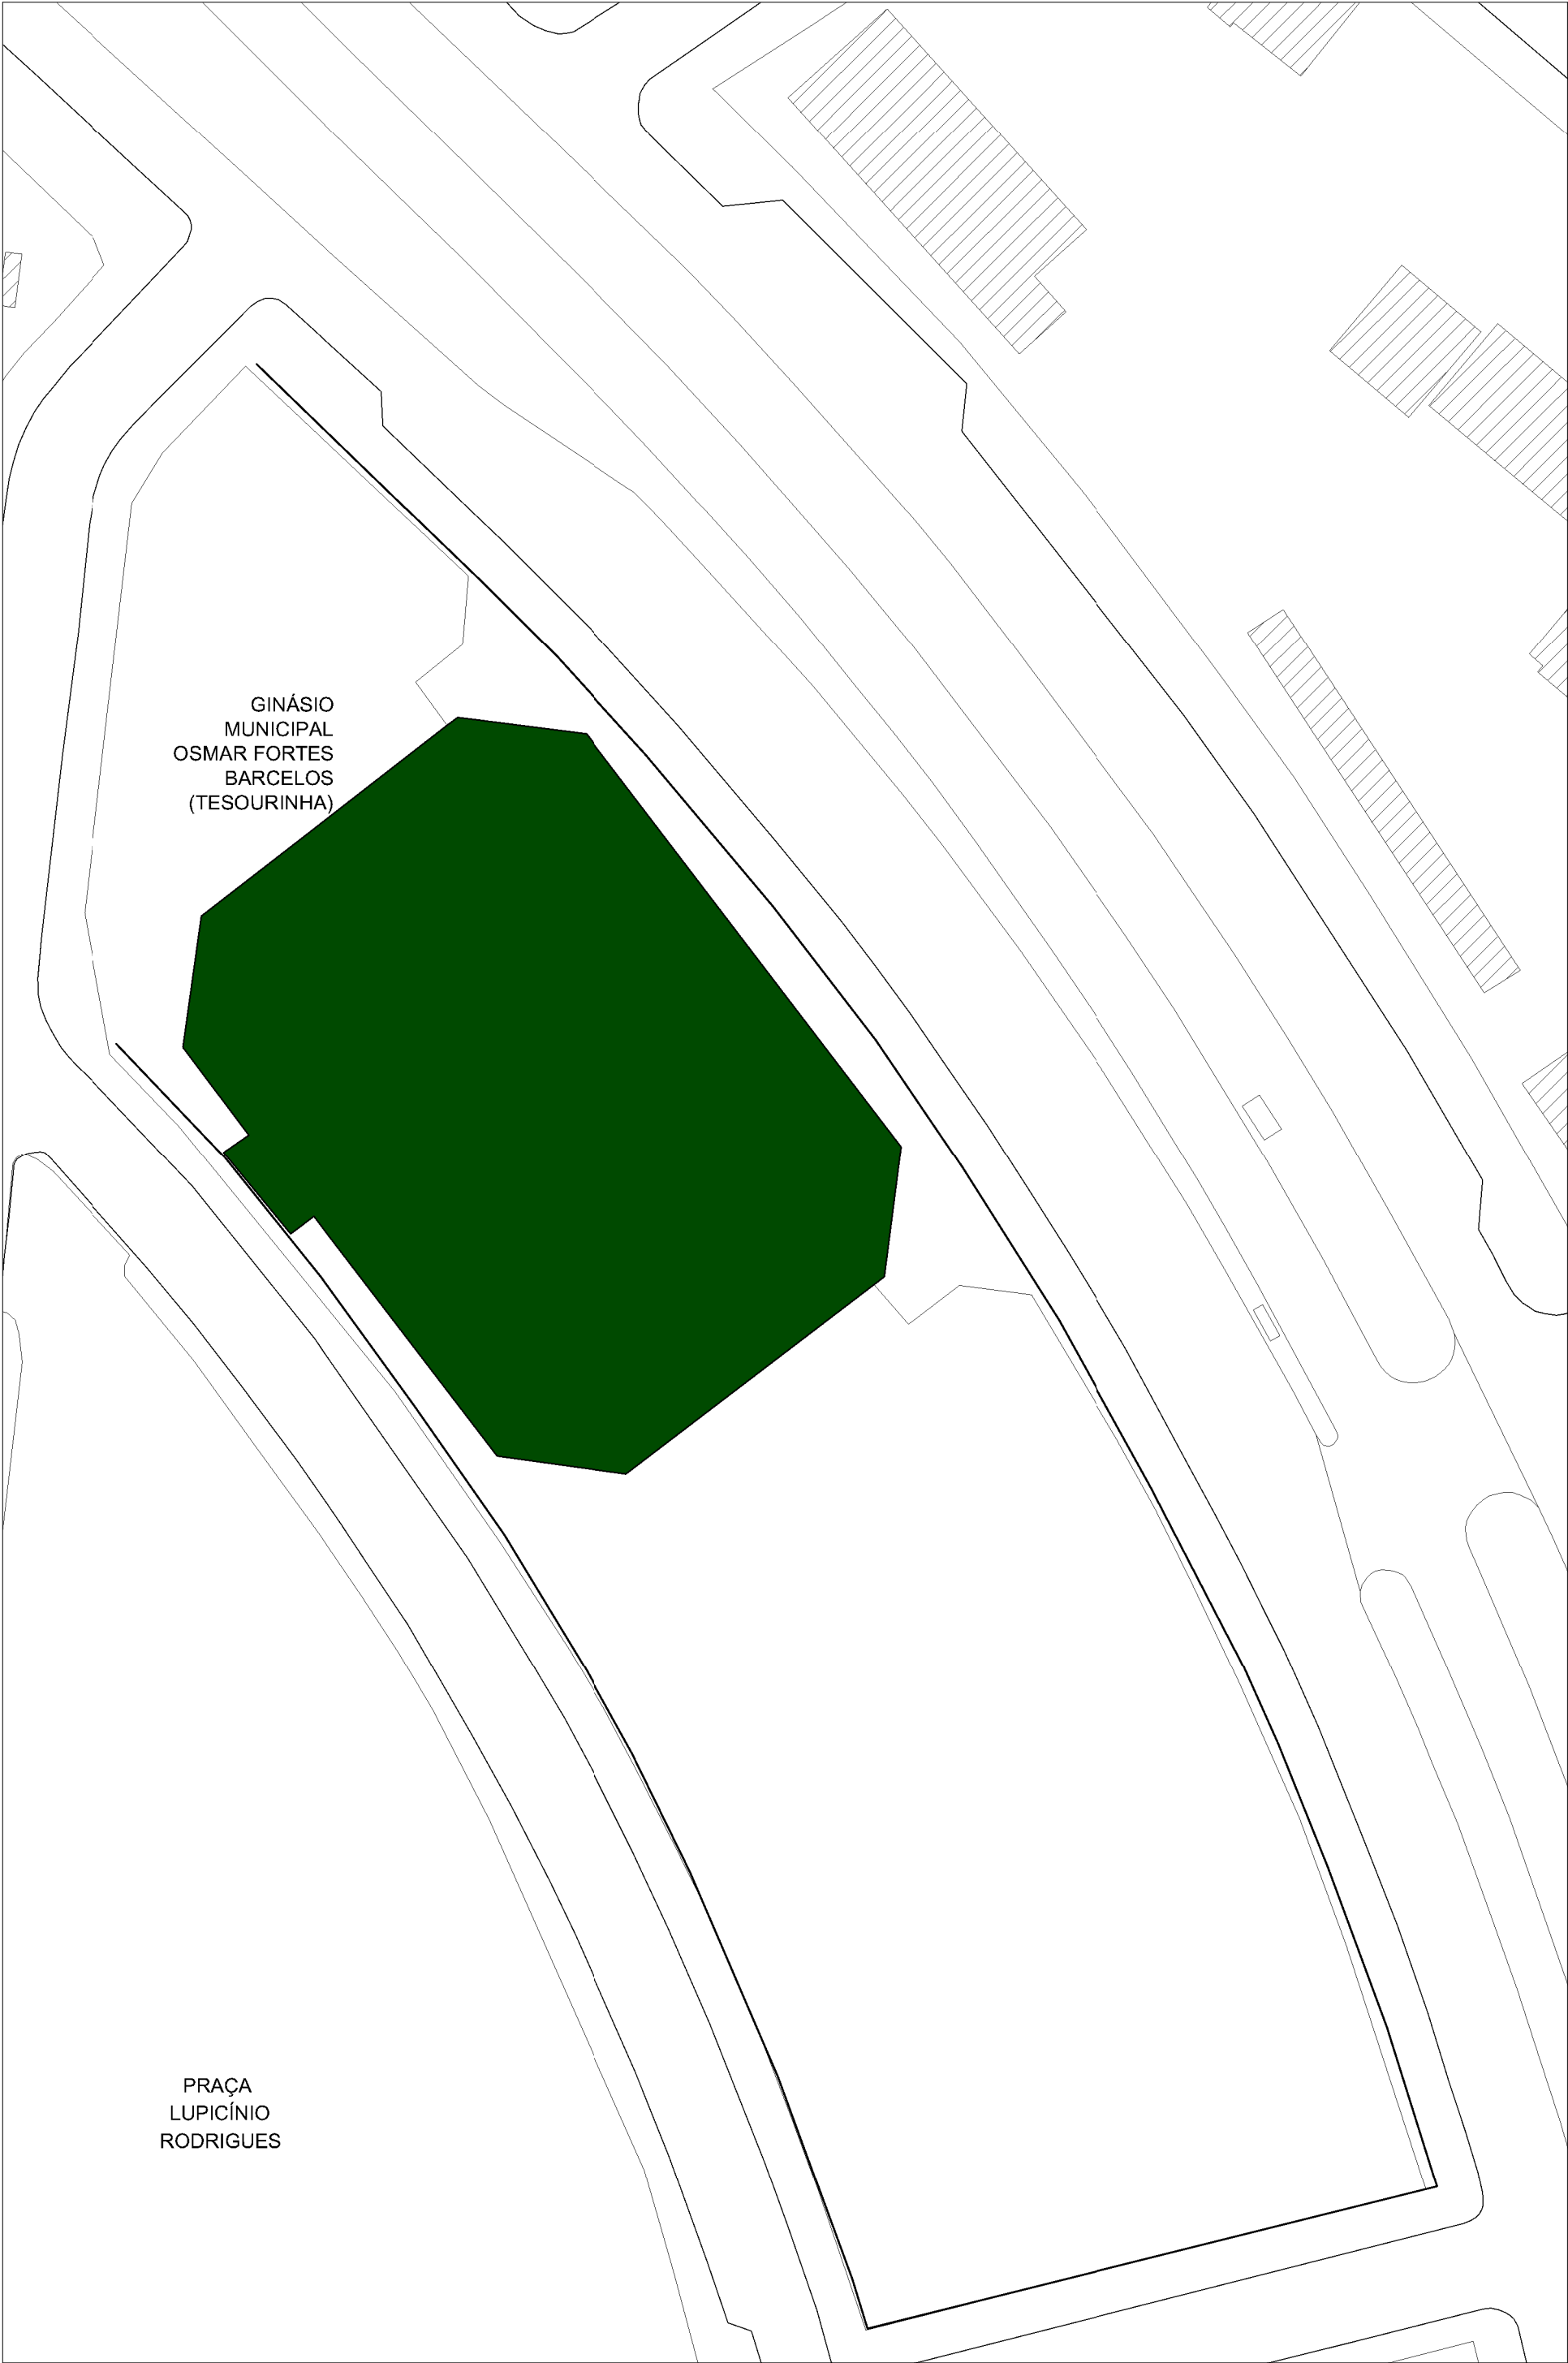 GINÁSIO
MUNICIPAL
OSMAR FORTES
BARCELOS
(TESOURINHA)
PRAÇA
LUPICÍNIO
RODRIGUES